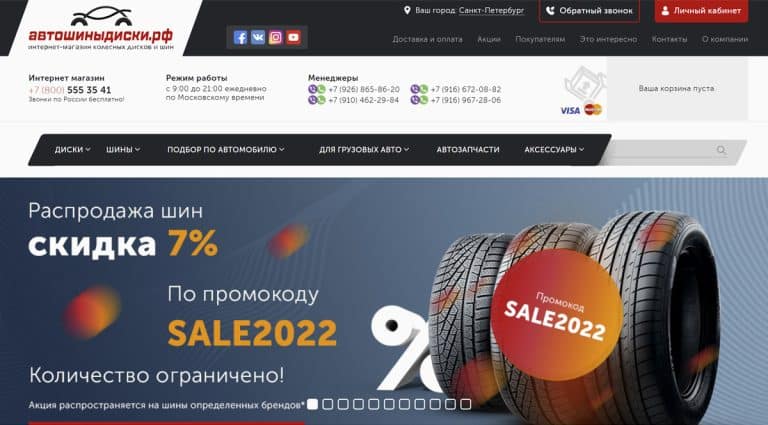 Ваш город: Санкт-Петербург
Обратный звонок
Личный кабинет
автошиныдиски.рф
интернет-магазин колесных дисков и шин
Доставка и оплата Акции Покупателям Это интересно Контакты О компании
Интернет магазин
+7 (800) 555 35 41
Звонки по России бесплатно!
Режим работы
с 9:00 до 21:00 ежедневно
по Московскому времени
Менеджеры
+7 (926) 865-86-20 +7 (916) 672-08-82
+7 (910) 462-29-84 +7 (916) 967-28-06
VISA MasterCard
Ваша корзина пуста
ДИСКИ ШИНЫ ПОДБОР ПО АВТОМОБИЛЮ ДЛЯ ГРУЗОВЫХ АВТО АВТОЗАПЧАСТИ АКСЕССУАРЫ
Распродажа шин
скидка 7%
По промокоду
SALE2022
Количество ограничено!
Акция распространяется на шины определенных брендов*
%
Промокод
SALE2022